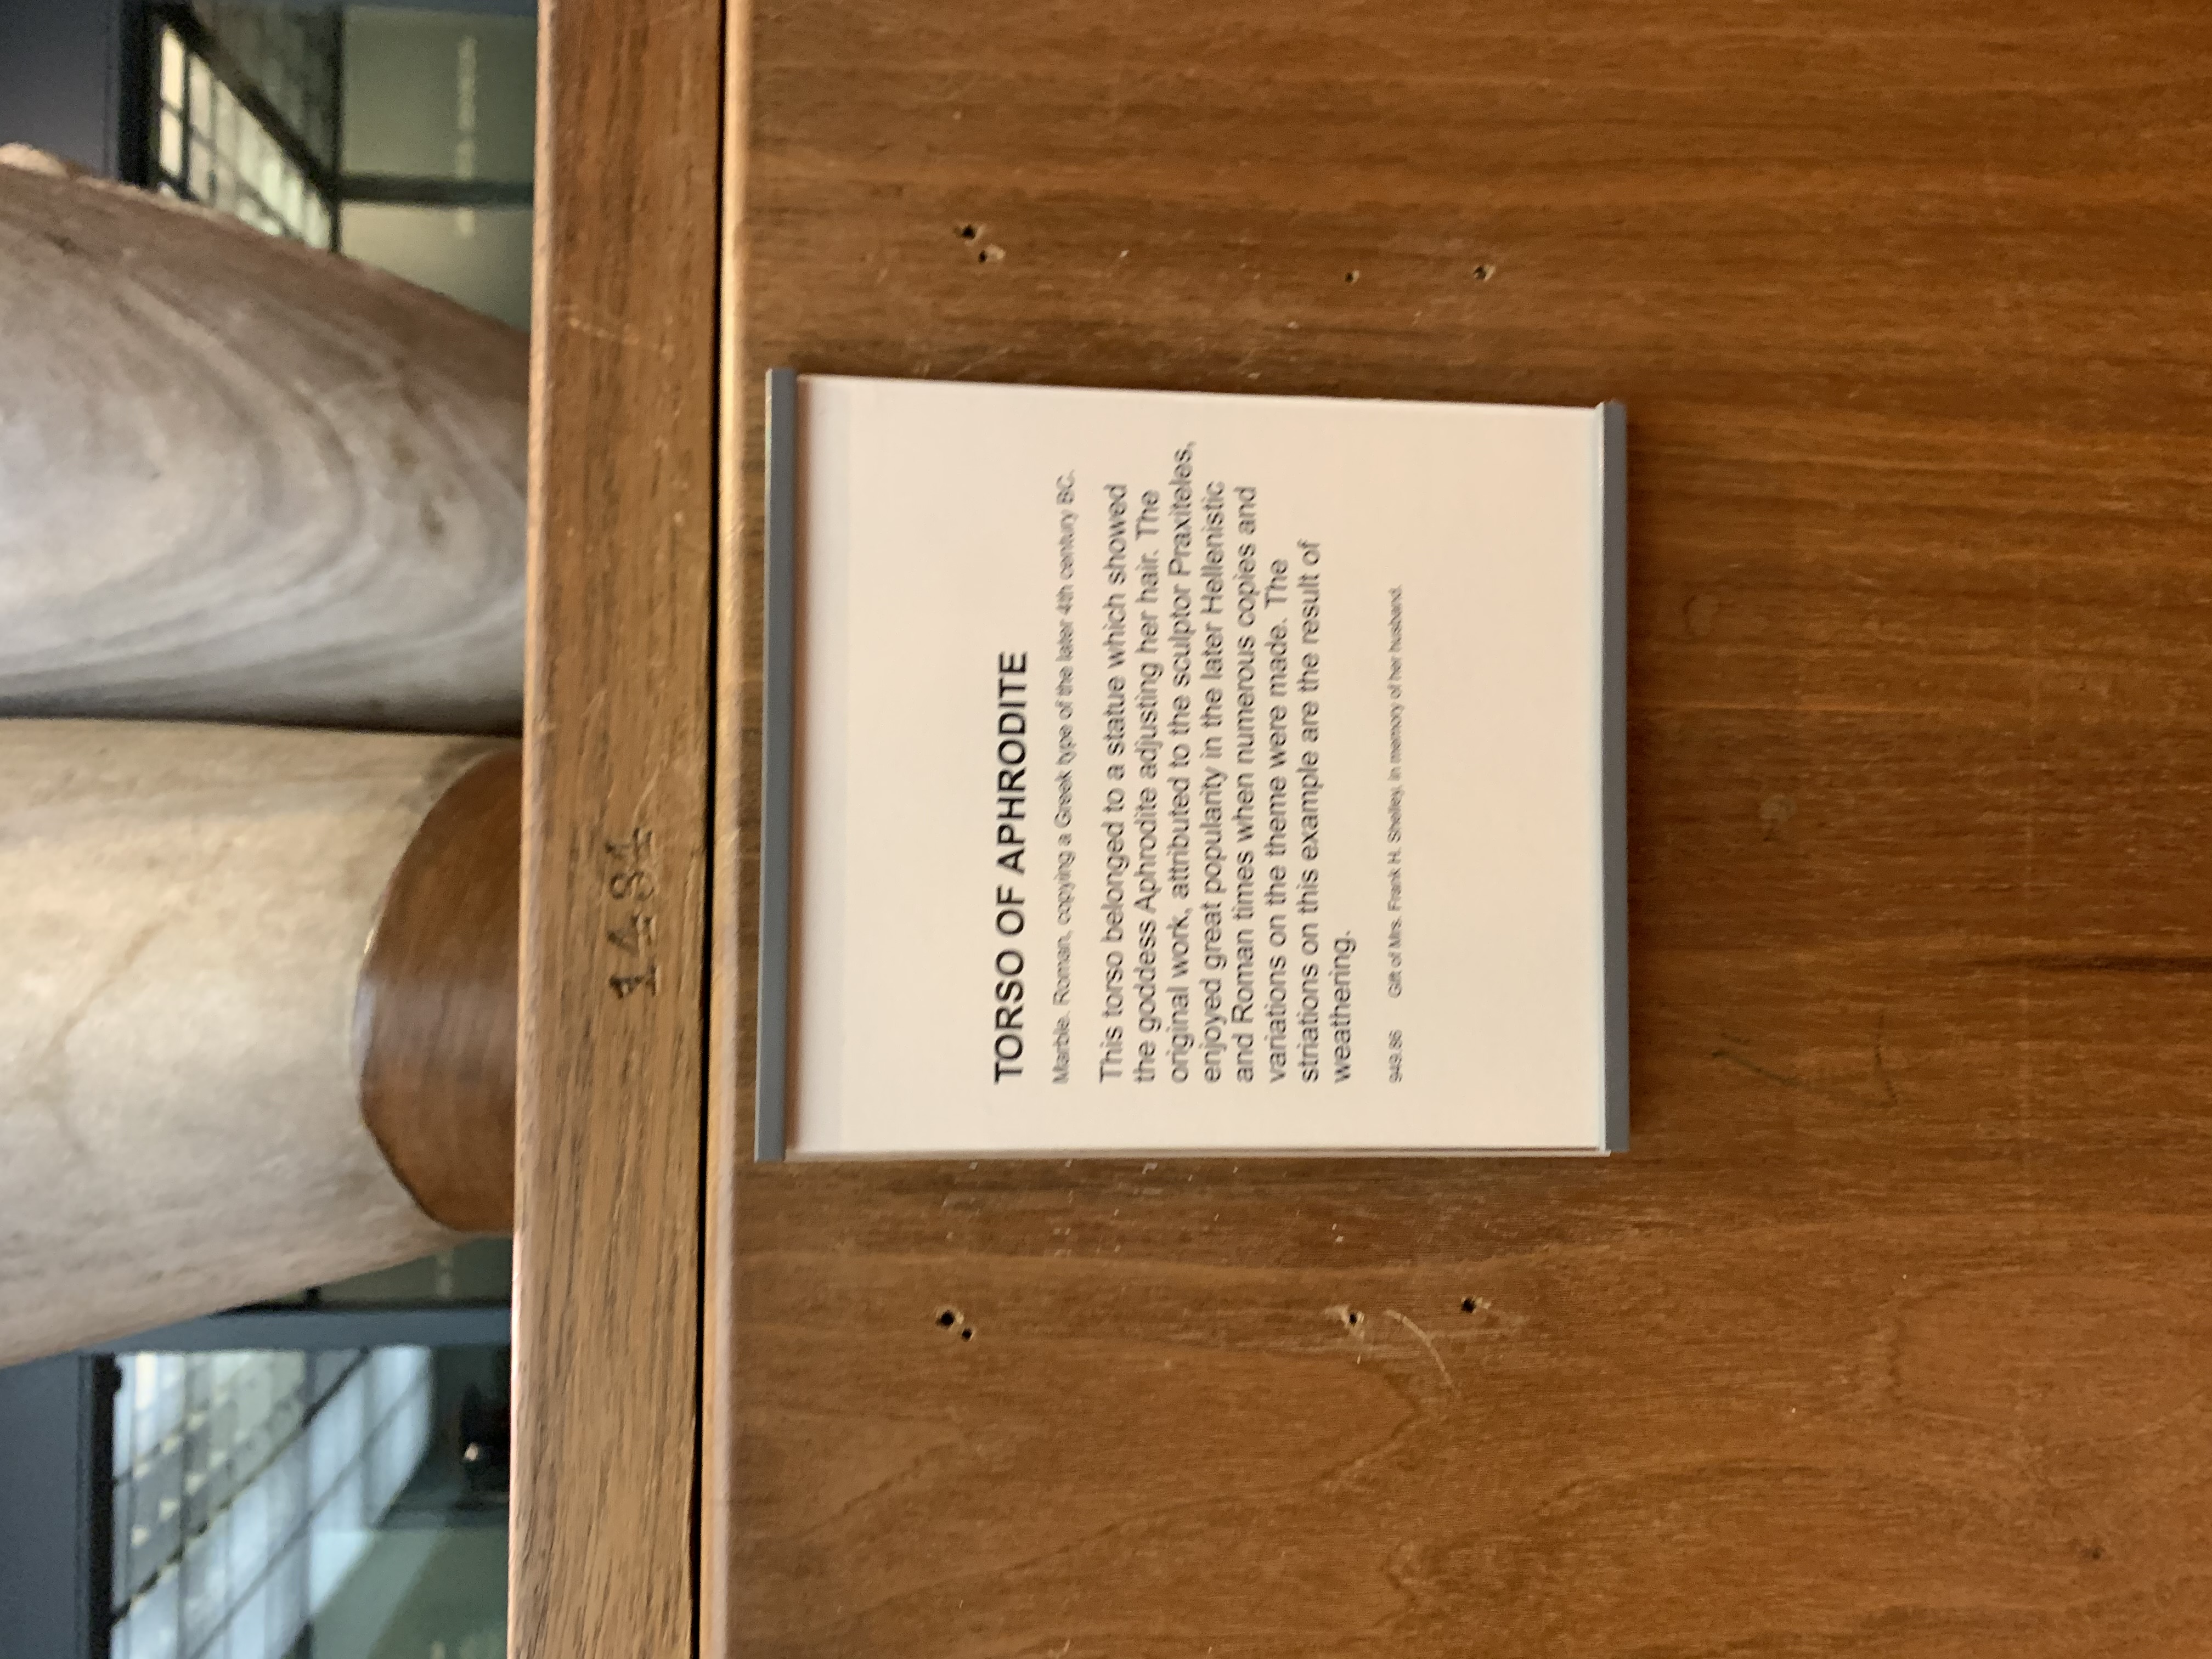 1484
TORSO OF APHRODITE
Marble. Roman, copying a Greek type of the later 4th century BC.
This torso belonged to a statue which showed
the goddess Aphrodite adjusting her hair. The
original work, attributed to the sculptor Praxiteles,
enjoyed great popularity in the later Hellenistic
and Roman times when numerous copies and
variations on the theme were made. The
striations on this example are the result of
weathering.
949.86 Gift of Mrs. Frank H. Shelley, in memory of her husband.